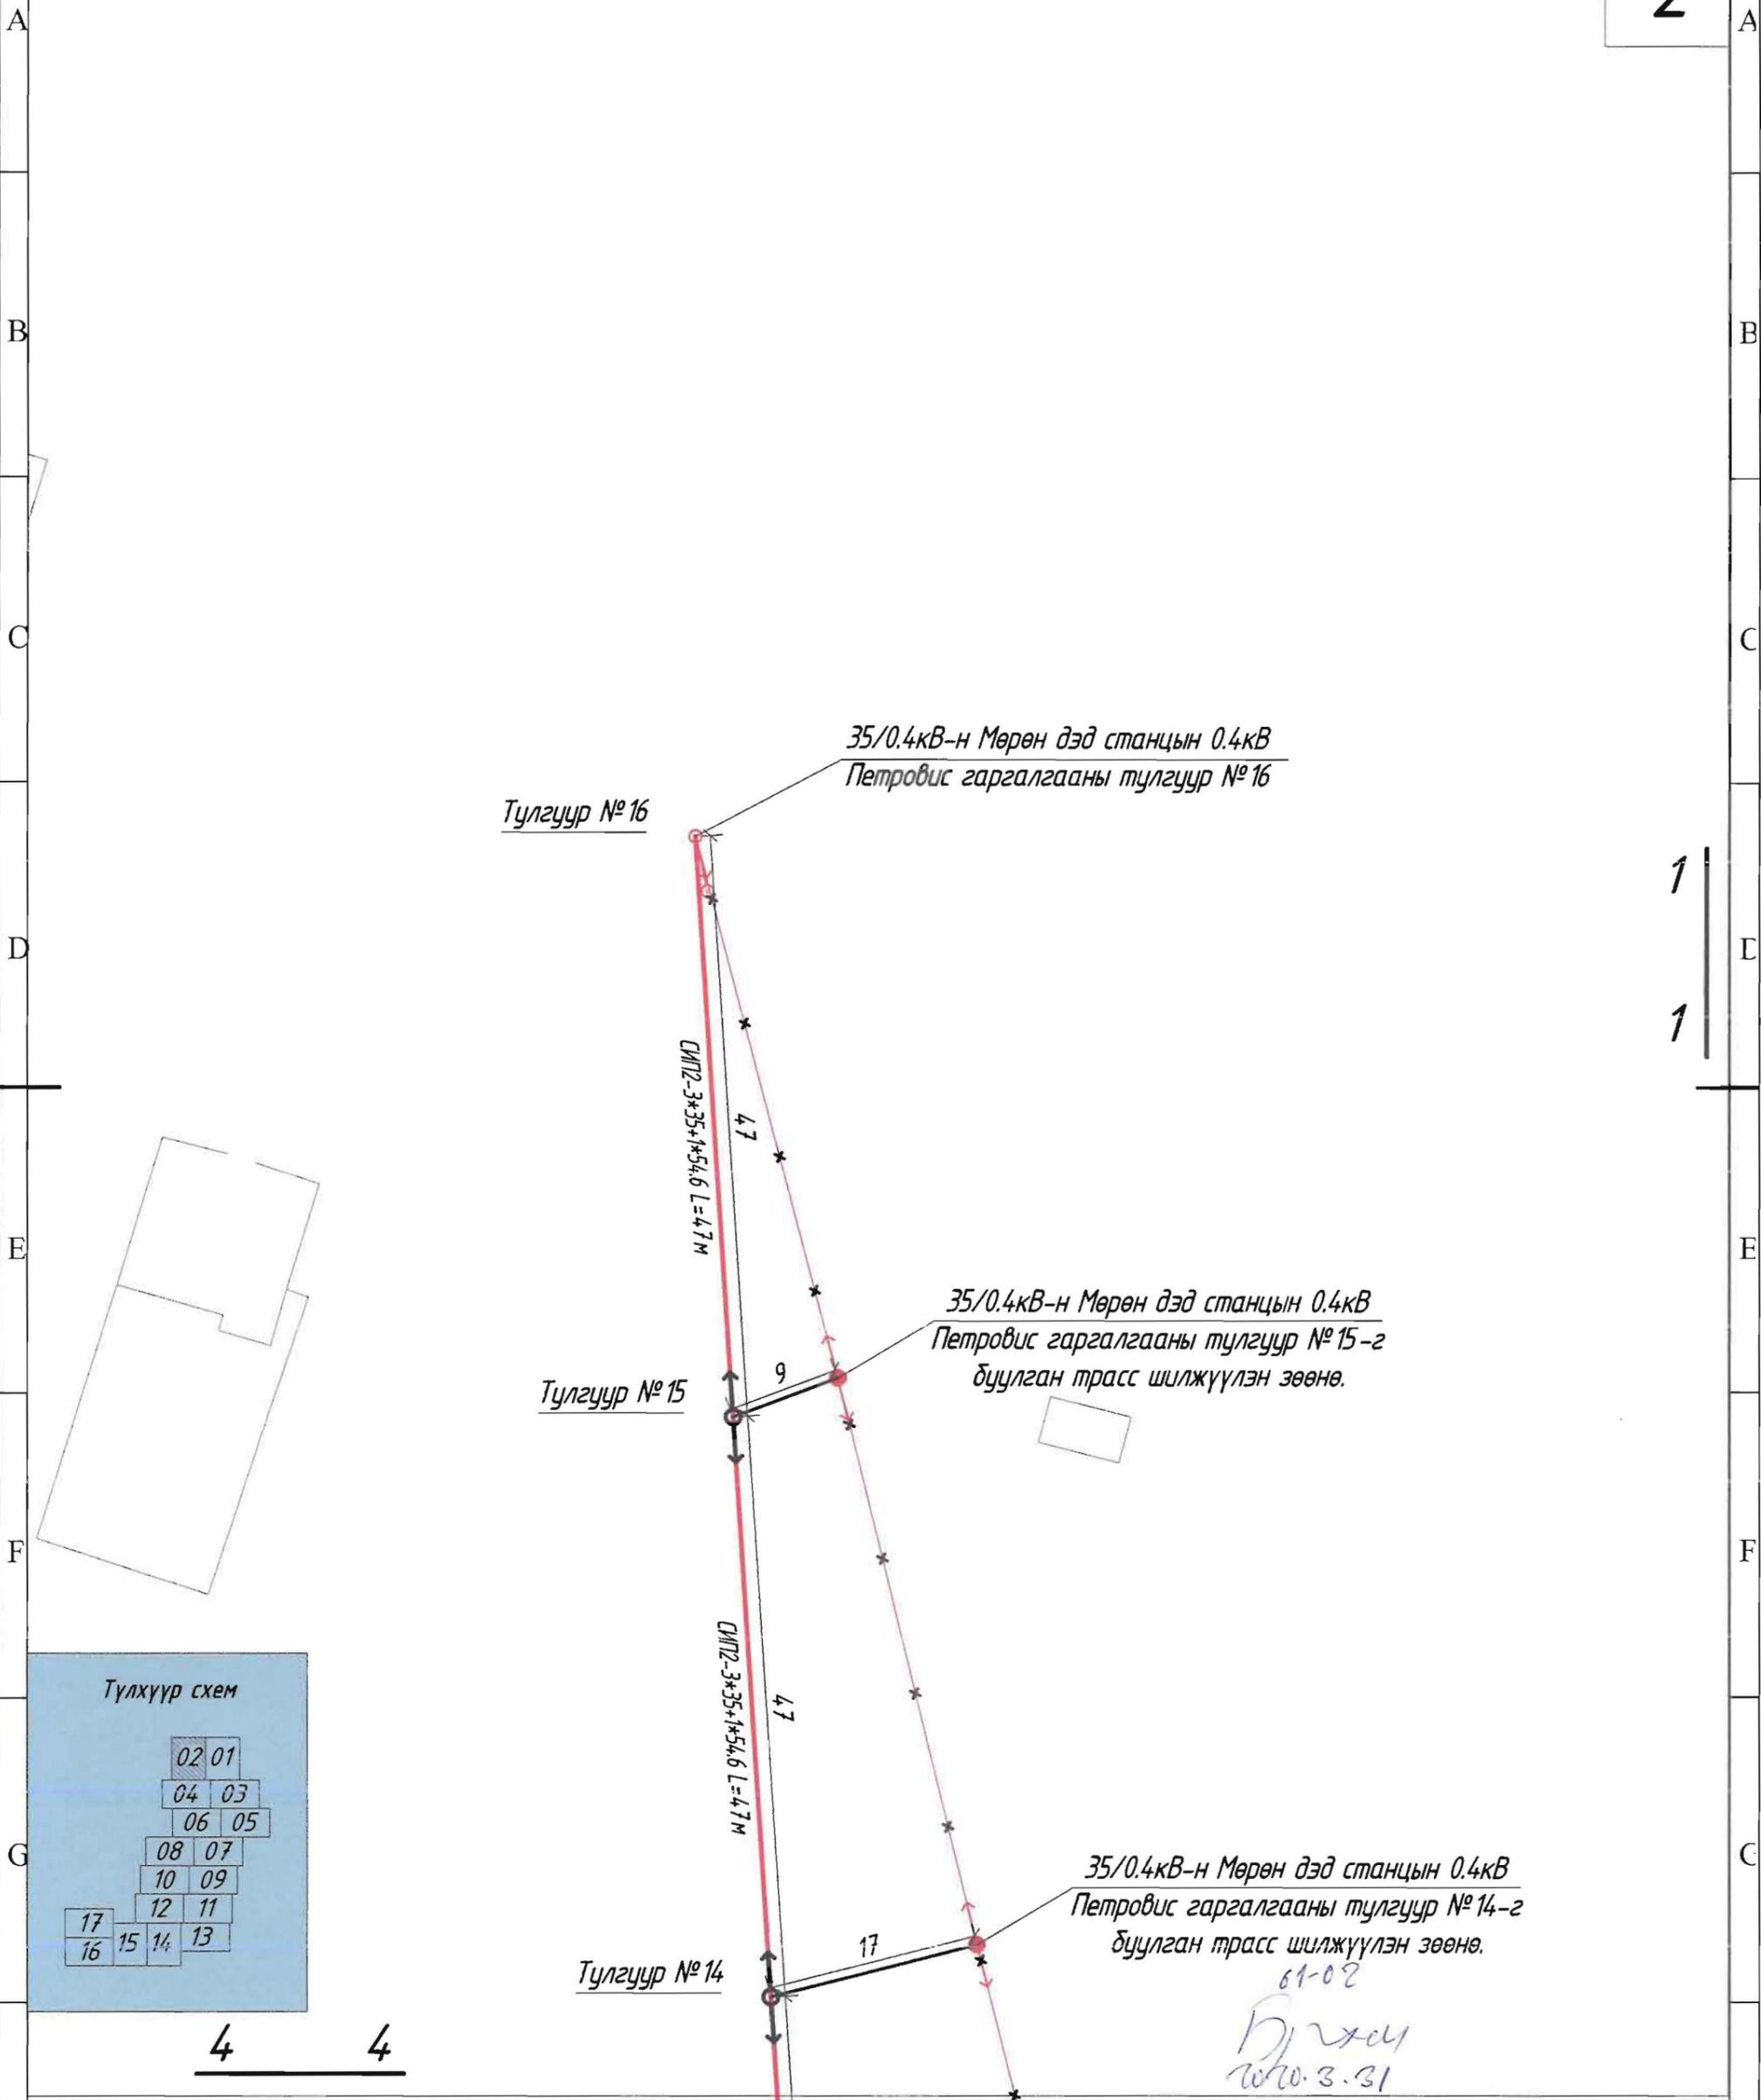 2
A
A
B
B
C
C
35/0.4кВ-н Мөрөн дэд станцын 0.4кВ
Петровис гаргалгааны тулгуур №16
Тулгуур №16
1
1
D
D
СИП2-3*35+1*54.6 L=47м
47
E
E
35/0.4кВ-н Мөрөн дэд станцын 0.4кВ
Петровис гаргалгааны тулгуур №15-г
буулган трасс шилжүүлэн зөөнө.
9
Тулгуур №15
F
F
СИП2-3*35+1*54.6 L=47м
47
Түлхүүр схем
02 01
04 03
06 05
08 07
10 09
12 11
17
16 15 14 13
G
G
35/0.4кВ-н Мөрөн дэд станцын 0.4кВ
Петровис гаргалгааны тулгуур №14-г
буулган трасс шилжүүлэн зөөнө.
17
Тулгуур №14
61-02
2020.3.31
4 4